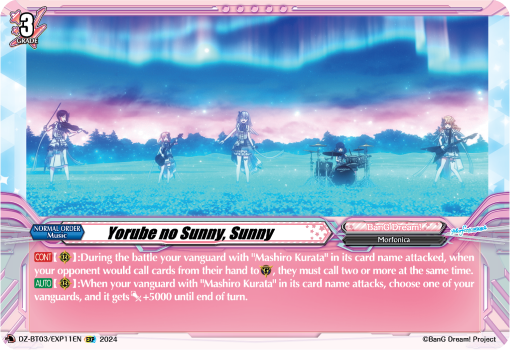 3
GRADE
NORMAL ORDER
Music
Yorube no Sunny, Sunny
BanG Dream!
Morfonica
CONT【】:During the battle your vanguard with "Mashiro Kurata" in its card name attacked, when
your opponent would call cards from their hand to , they must call two or more at the same time.
AUTO【】:When your vanguard with "Mashiro Kurata" in its card name attacks, choose one of your
vanguards, and it gets +5000 until end of turn.
DZ-BT03/EXP11EN EXP 2024
©BanG Dream! Project